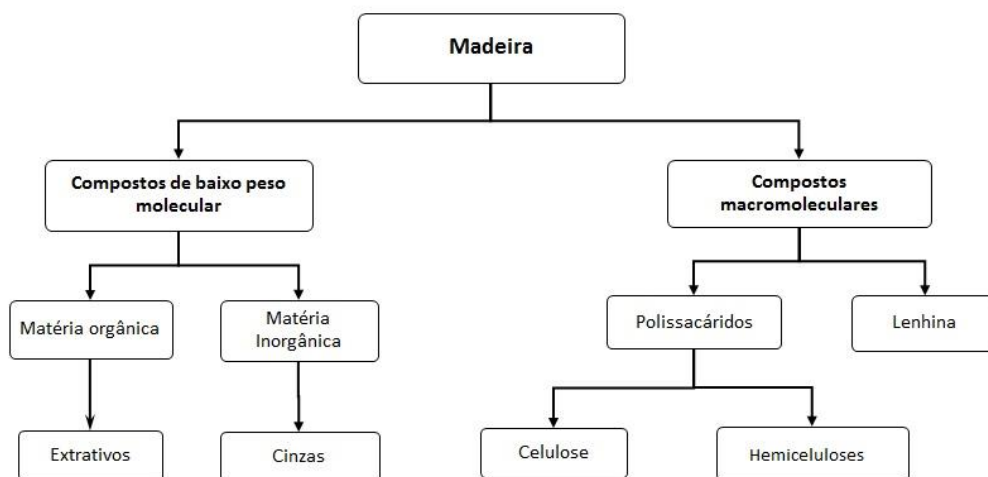 Madeira
Compostos de baixo peso
molecular
Compostos
macromoleculares
Matéria orgânica
Matéria
Inorgânica
Polissacáridos
Lenhina
Extrativos
Cinzas
Celulose
Hemiceluloses